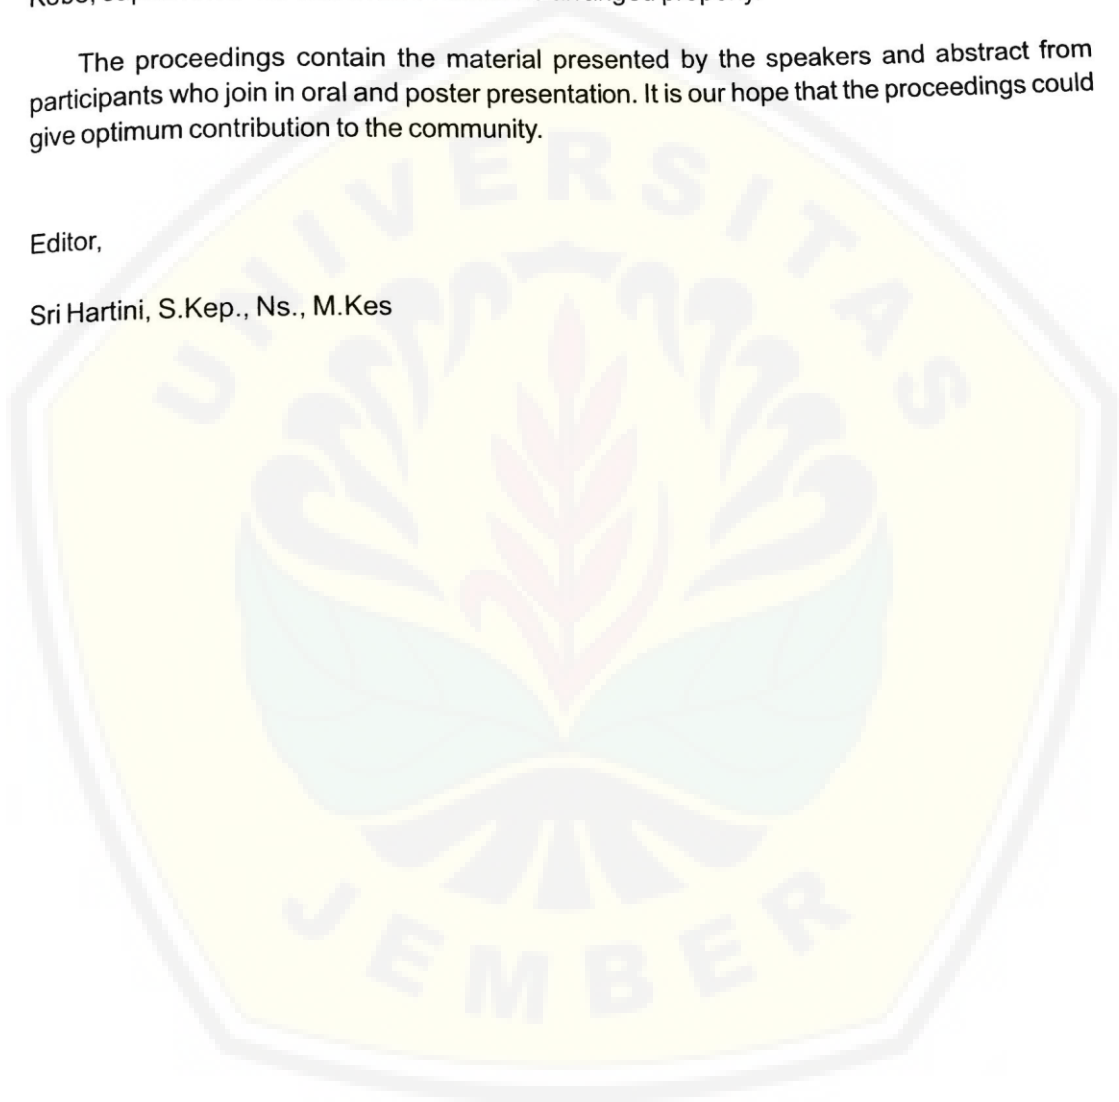 The proceedings contain the material presented by the speakers and abstract from
participants who join in oral and poster presentation. It is our hope that the proceedings could
give optimum contribution to the community.
Editor,
Sri Hartini, S.Kep., Ns., M.Kes
UNIVERSITAS
JEMBER